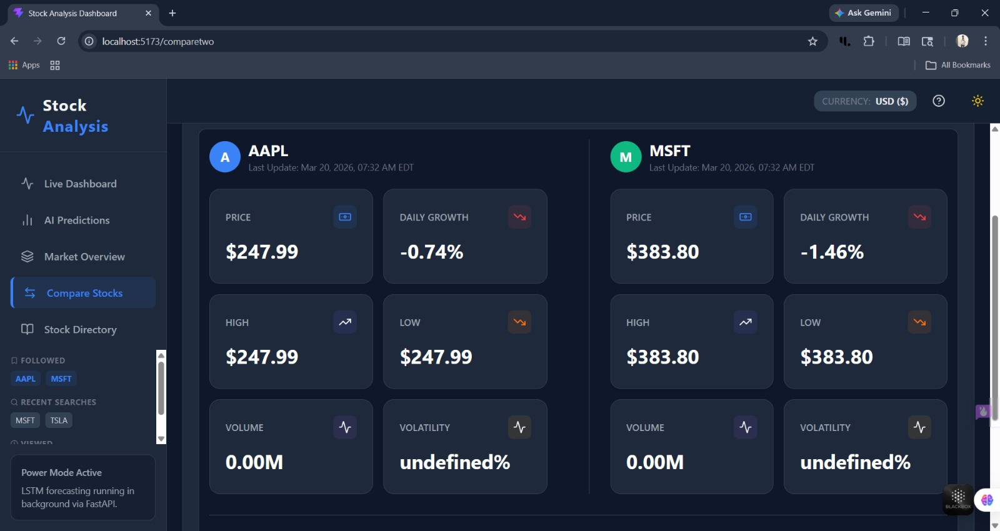 Stock Analysis Dashboard
Ask Gemini
localhost:5173/comparetwo
Apps
All Bookmarks
Stock
Analysis
CURRENCY: USD ($)
Live Dashboard
AI Predictions
Market Overview
Compare Stocks
Stock Directory
FOLLOWED
AAPL MSFT
RECENT SEARCHES
MSFT TSLA
VIEWED
Power Mode Active
LSTM forecasting running in
background via FastAPI.
A
AAPL
Last Update: Mar 20, 2026, 07:32 AM EDT
PRICE
$247.99
DAILY GROWTH
-0.74%
HIGH
$247.99
LOW
$247.99
VOLUME
0.00M
VOLATILITY
undefined%
M
MSFT
Last Update: Mar 20, 2026, 07:32 AM EDT
PRICE
$383.80
DAILY GROWTH
-1.46%
HIGH
$383.80
LOW
$383.80
VOLUME
0.00M
VOLATILITY
undefined%
BLACKBOX